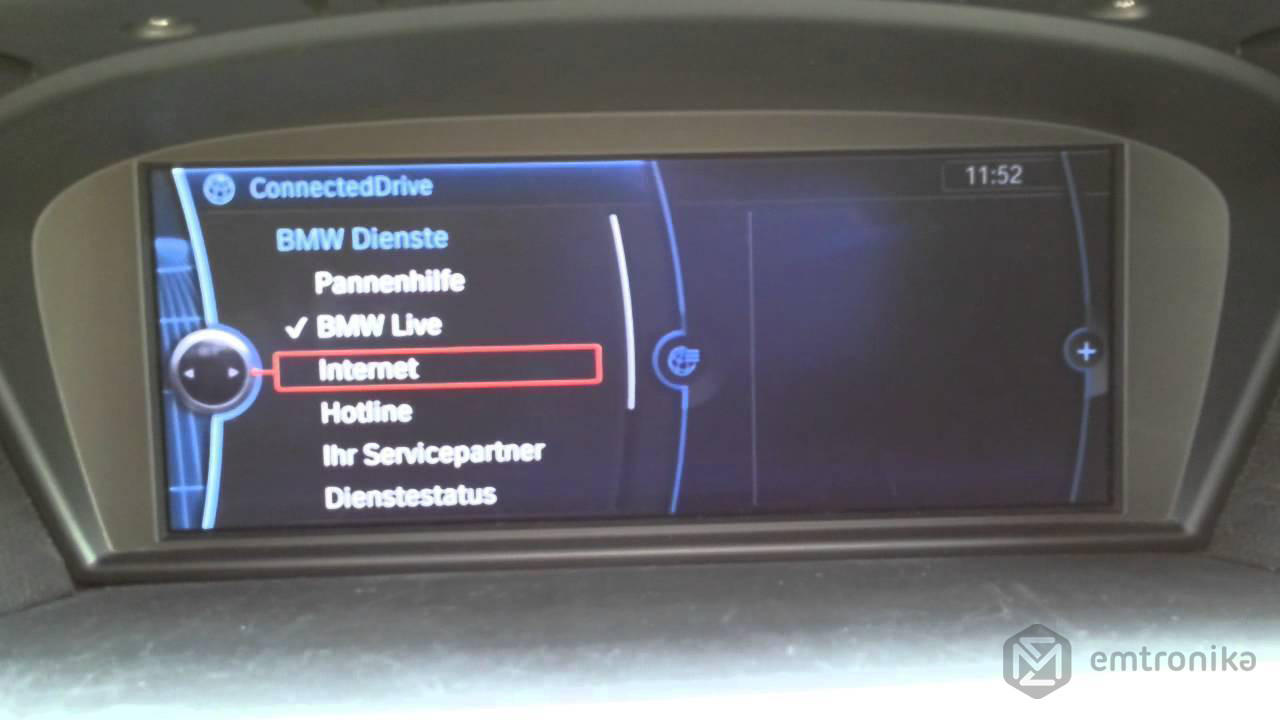 ConnectedDrive
11:52
BMW Dienste
Pannenhilfe
✓ BMW Live
Internet
Hotline
Ihr Servicepartner
Dienstestatus
emtronika